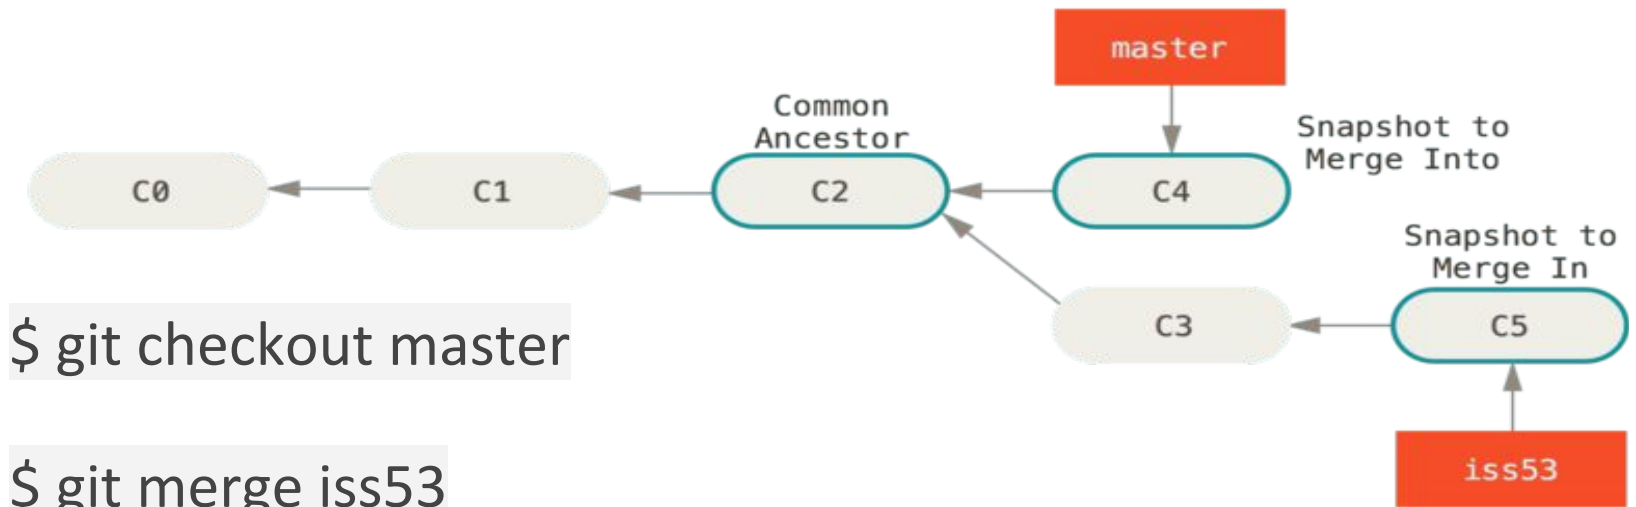 master
Common
Ancestor
Snapshot to
Merge Into
C0
C1
C2
C4
Snapshot to
Merge In
C3
C5
$ git checkout master
$ git merge iss53
iss53